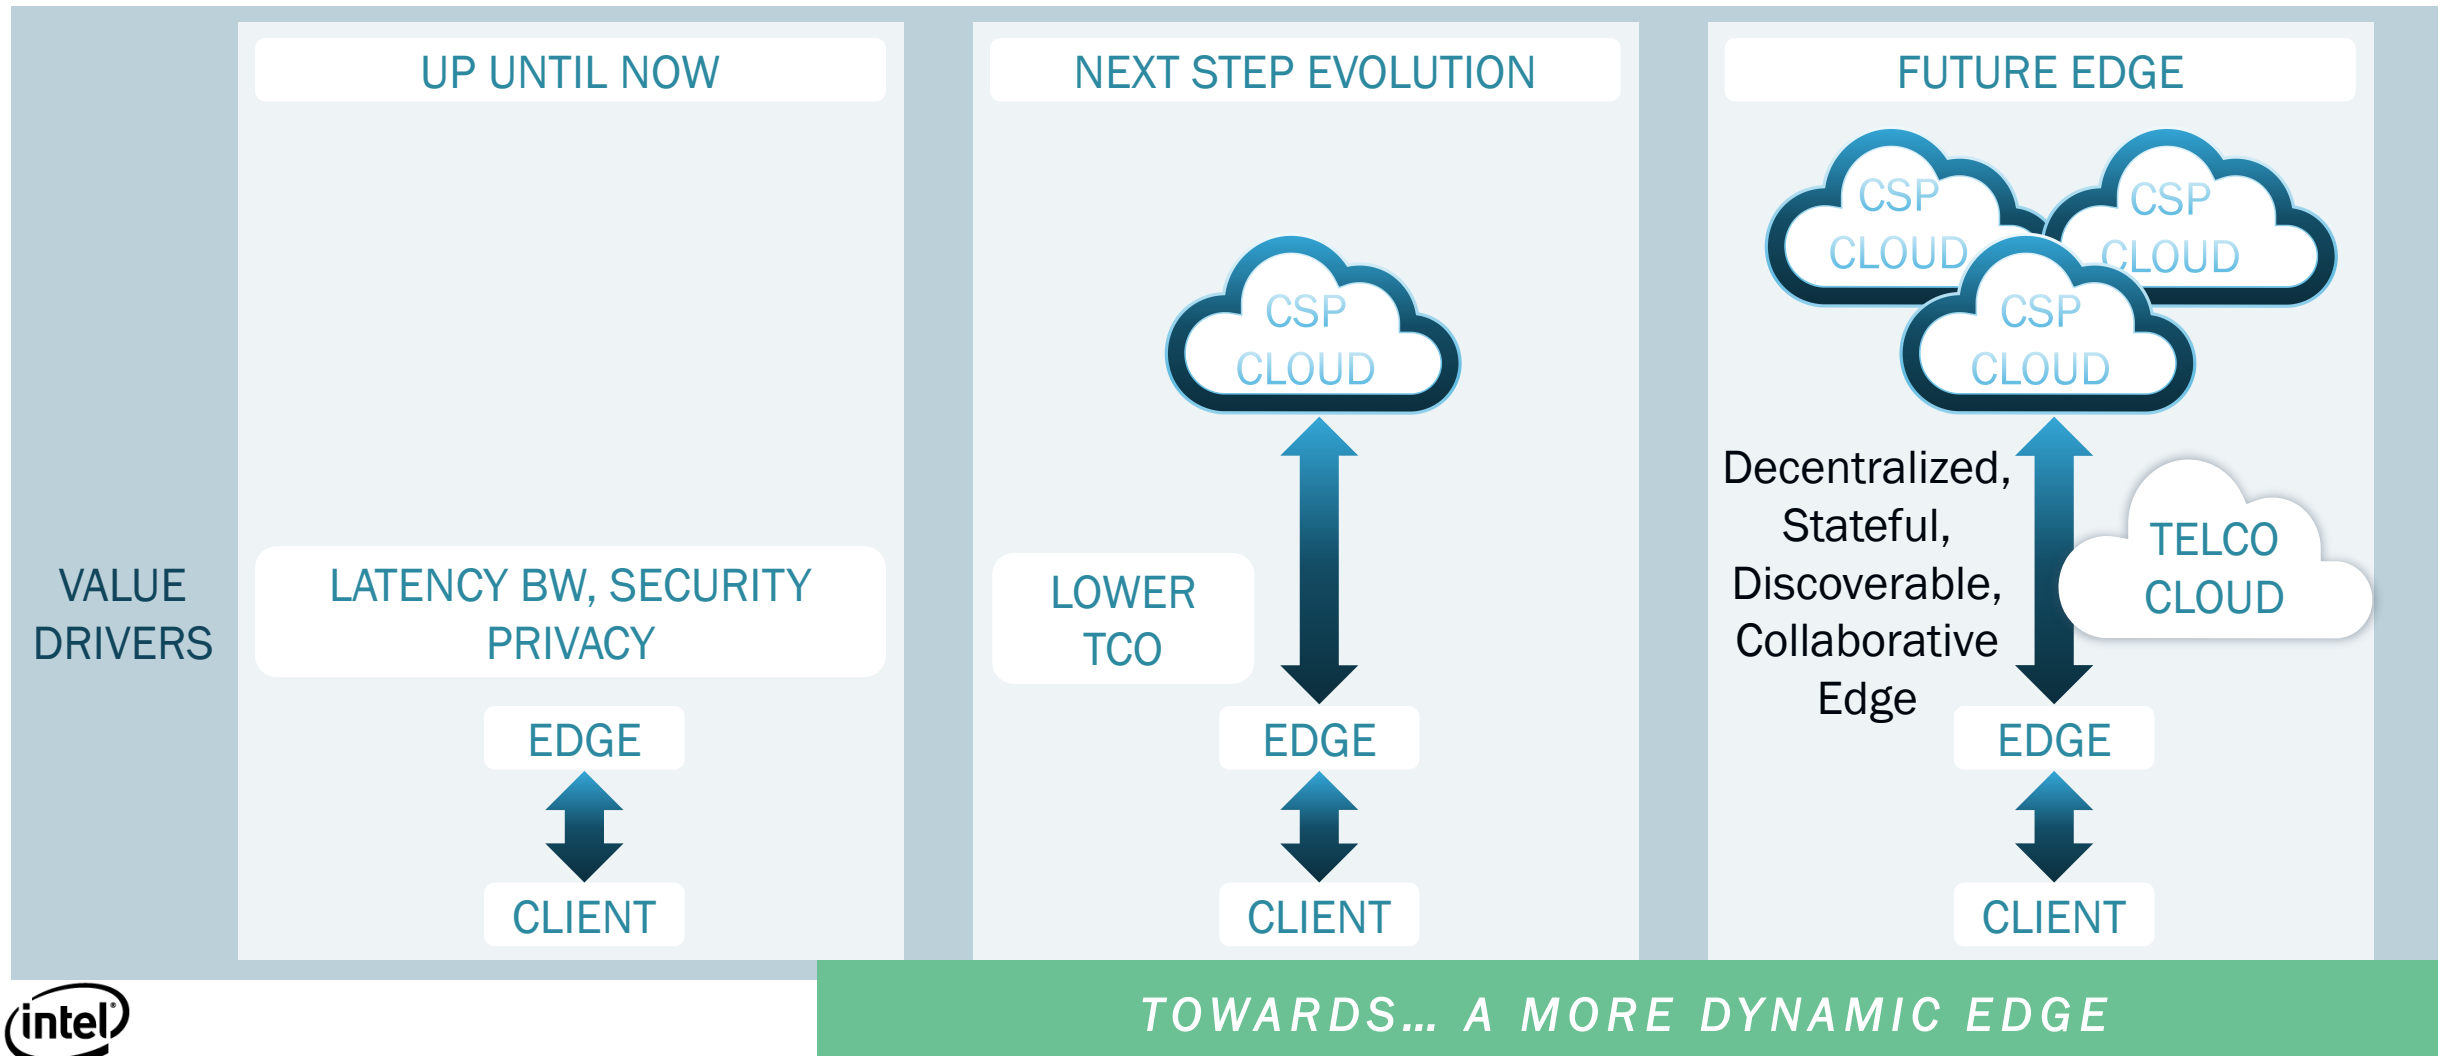 UP UNTIL NOW
NEXT STEP EVOLUTION
FUTURE EDGE
VALUE
DRIVERS
LATENCY BW, SECURITY
PRIVACY
EDGE
CLIENT
CSP
CLOUD
LOWER
TCO
EDGE
CLIENT
CSP
CLOUD
CSP
CLOUD
CSP
CLOUD
Decentralized,
Stateful,
Discoverable,
Collaborative
Edge
TELCO
CLOUD
EDGE
CLIENT
intel®
TOWARDS... A MORE DYNAMIC EDGE